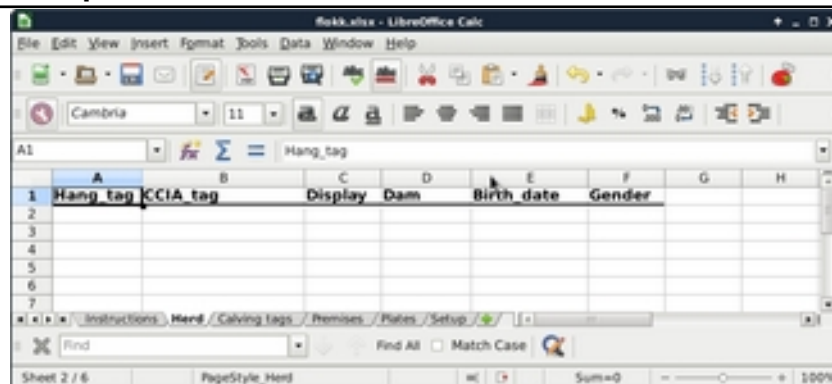 flokk.xlsx - LibreOffice Calc
File Edit View Insert Format Tools Data Window Help
Cambria 11 a a a
A1 Hang_tag
A B C D E F G H
1 Hang_tag CCIA_tag Display Dam Birth_date Gender
2
3
4
5
6
7
Instructions Herd Calving tags Premises Plates Setup
Find Find All Match Case
Sheet 2 / 6 PageStyle_Herd Sum=0 100%